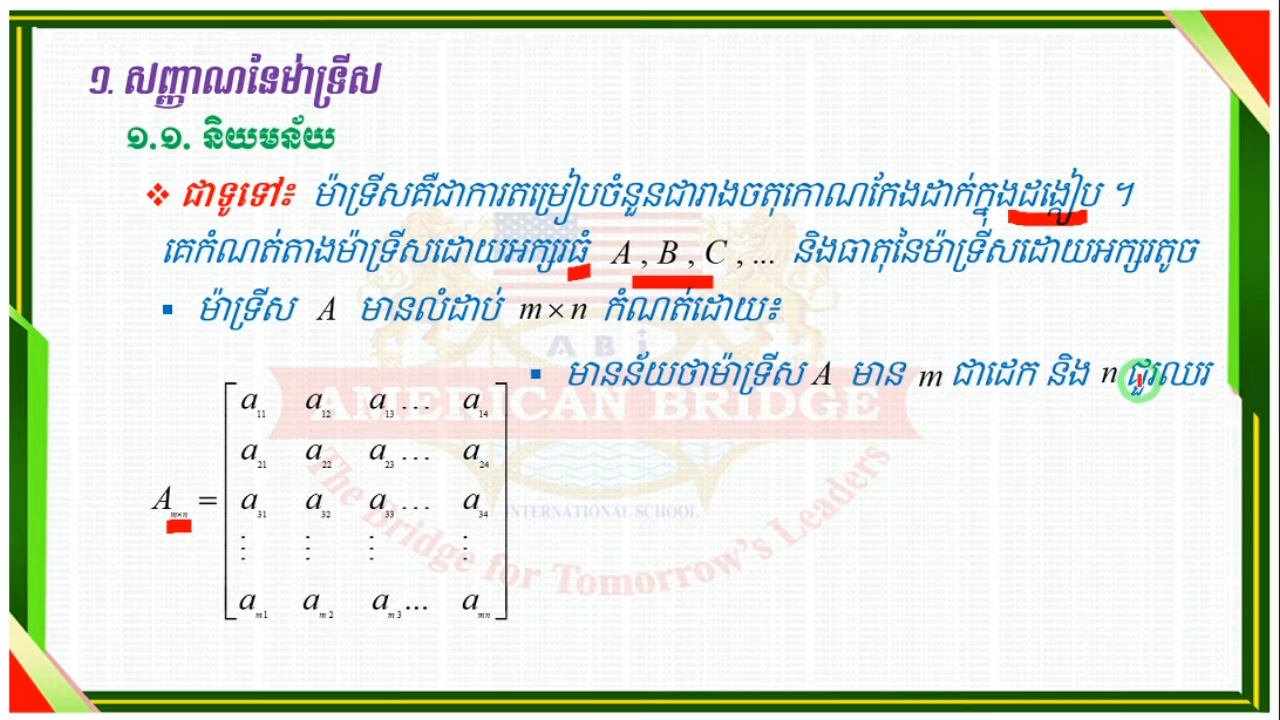 ១. សញ្ញាណនៃម៉ាទ្រីស
១.១. និយមន័យ
❖ ជាទូទៅ៖ ម៉ាទ្រីសគឺជាការតម្រៀបចំនួនជារាងចតុកោណកែងដាក់ក្នុងដង្កៀប ។
គេកំណត់តាងម៉ាទ្រីសដោយអក្សរធំ A , B , C , ... និងធាតុនៃម៉ាទ្រីសដោយអក្សរតូច
▪ ម៉ាទ្រីស A មានលំដាប់ m × n កំណត់ដោយ៖
▪ មានន័យថាម៉ាទ្រីស A មាន m ជាដេក និង n ជួរឈរ
a11 a12 a13 ... a14
a21 a22 a23 ... a24
Am×n = a31 a32 a33 ... a34
⋮ ⋮ ⋮ ⋮
am1 am2 am3 ... amn
ABi
AMERICAN BRIDGE
INTERNATIONAL SCHOOL
The Bridge for Tomorrow's Leaders